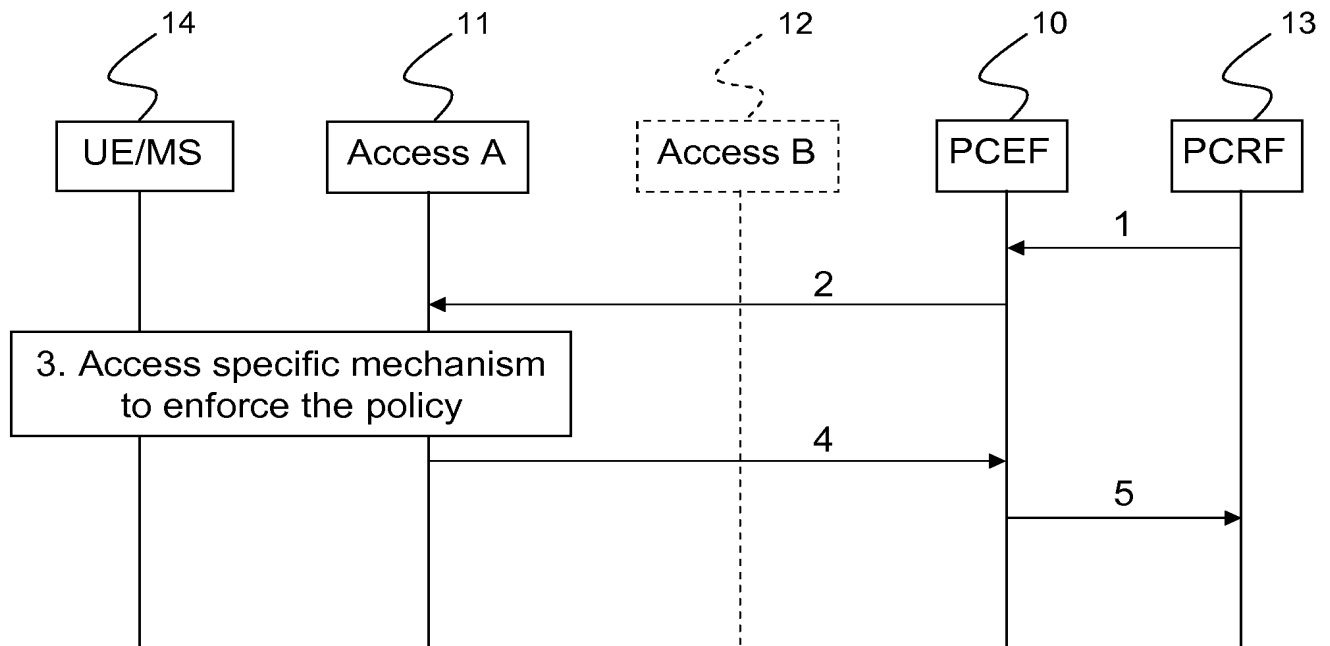 14 11 12 10 13
UE/MS Access A Access B PCEF PCRF
1
2
3. Access specific mechanism
to enforce the policy
4
5